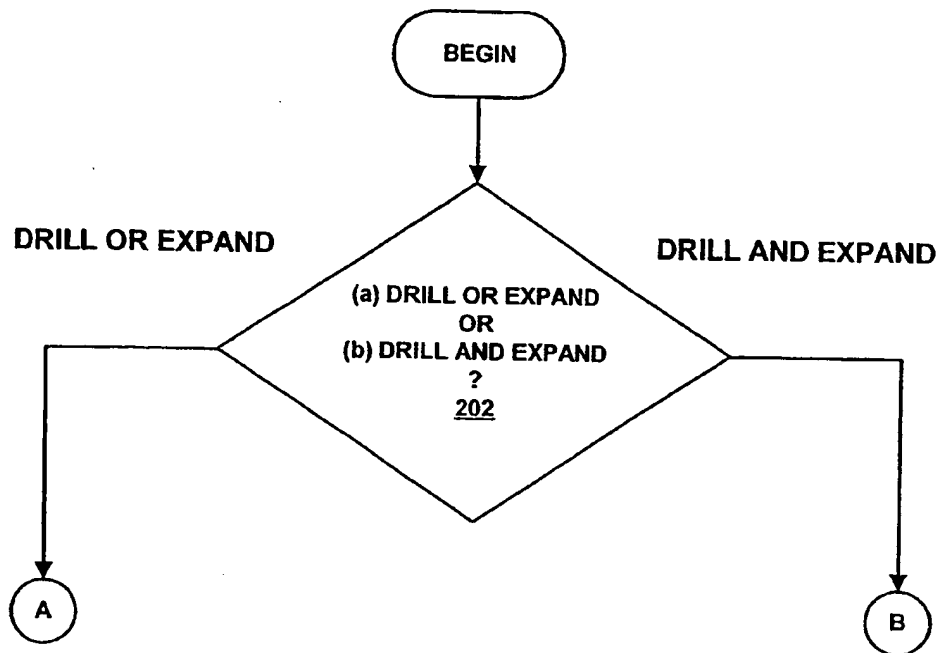 BEGIN
DRILL OR EXPAND
DRILL AND EXPAND
(a) DRILL OR EXPAND
OR
(b) DRILL AND EXPAND
?
202
A
B